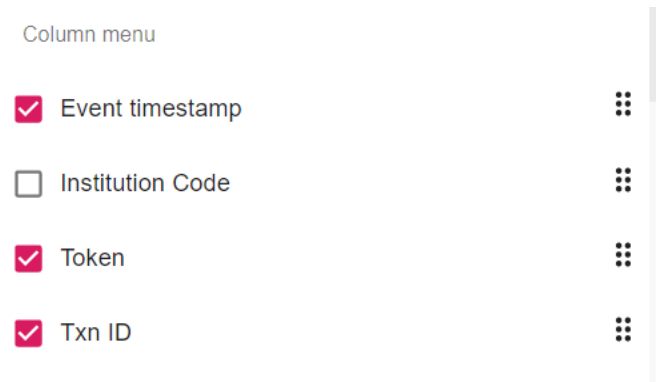 Column menu
Event timestamp
Institution Code
Token
Txn ID